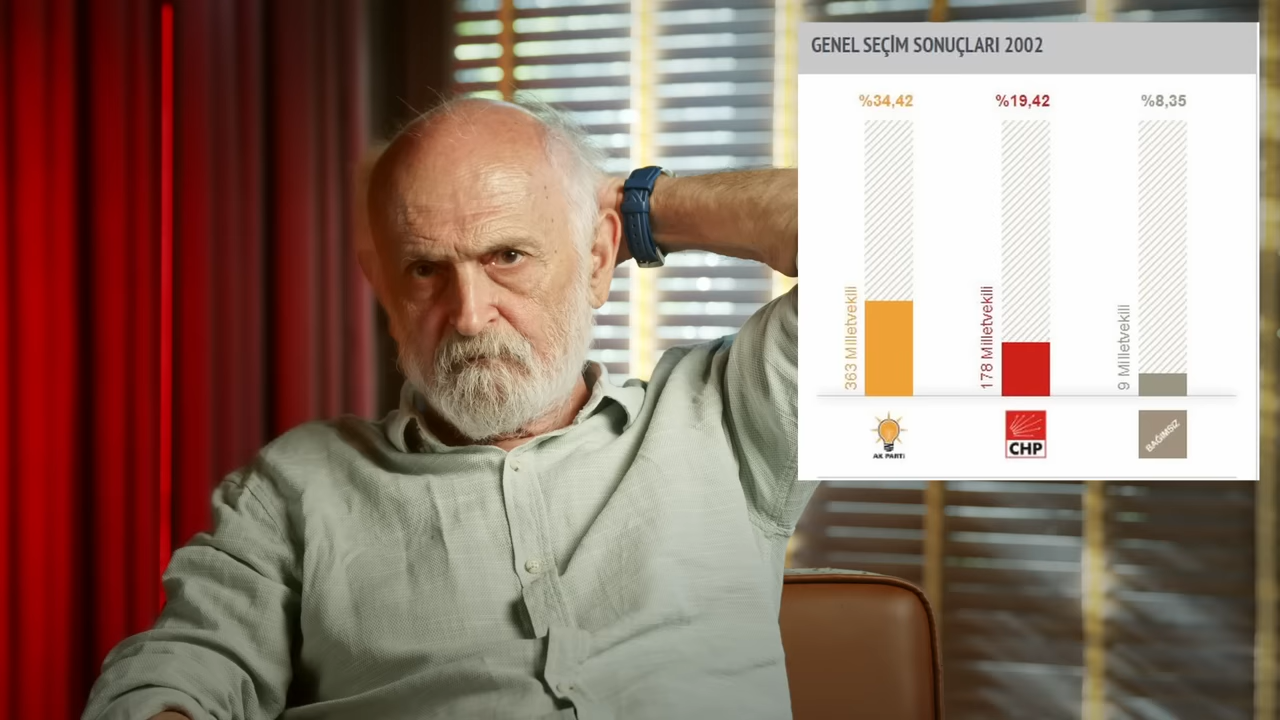 GENEL SEÇİM SONUÇLARI 2002
%34,42
%19,42
%8,35
363 Milletvekili
178 Milletvekili
9 Milletvekili
AK PARTİ
CHP
BAĞIMSIZ